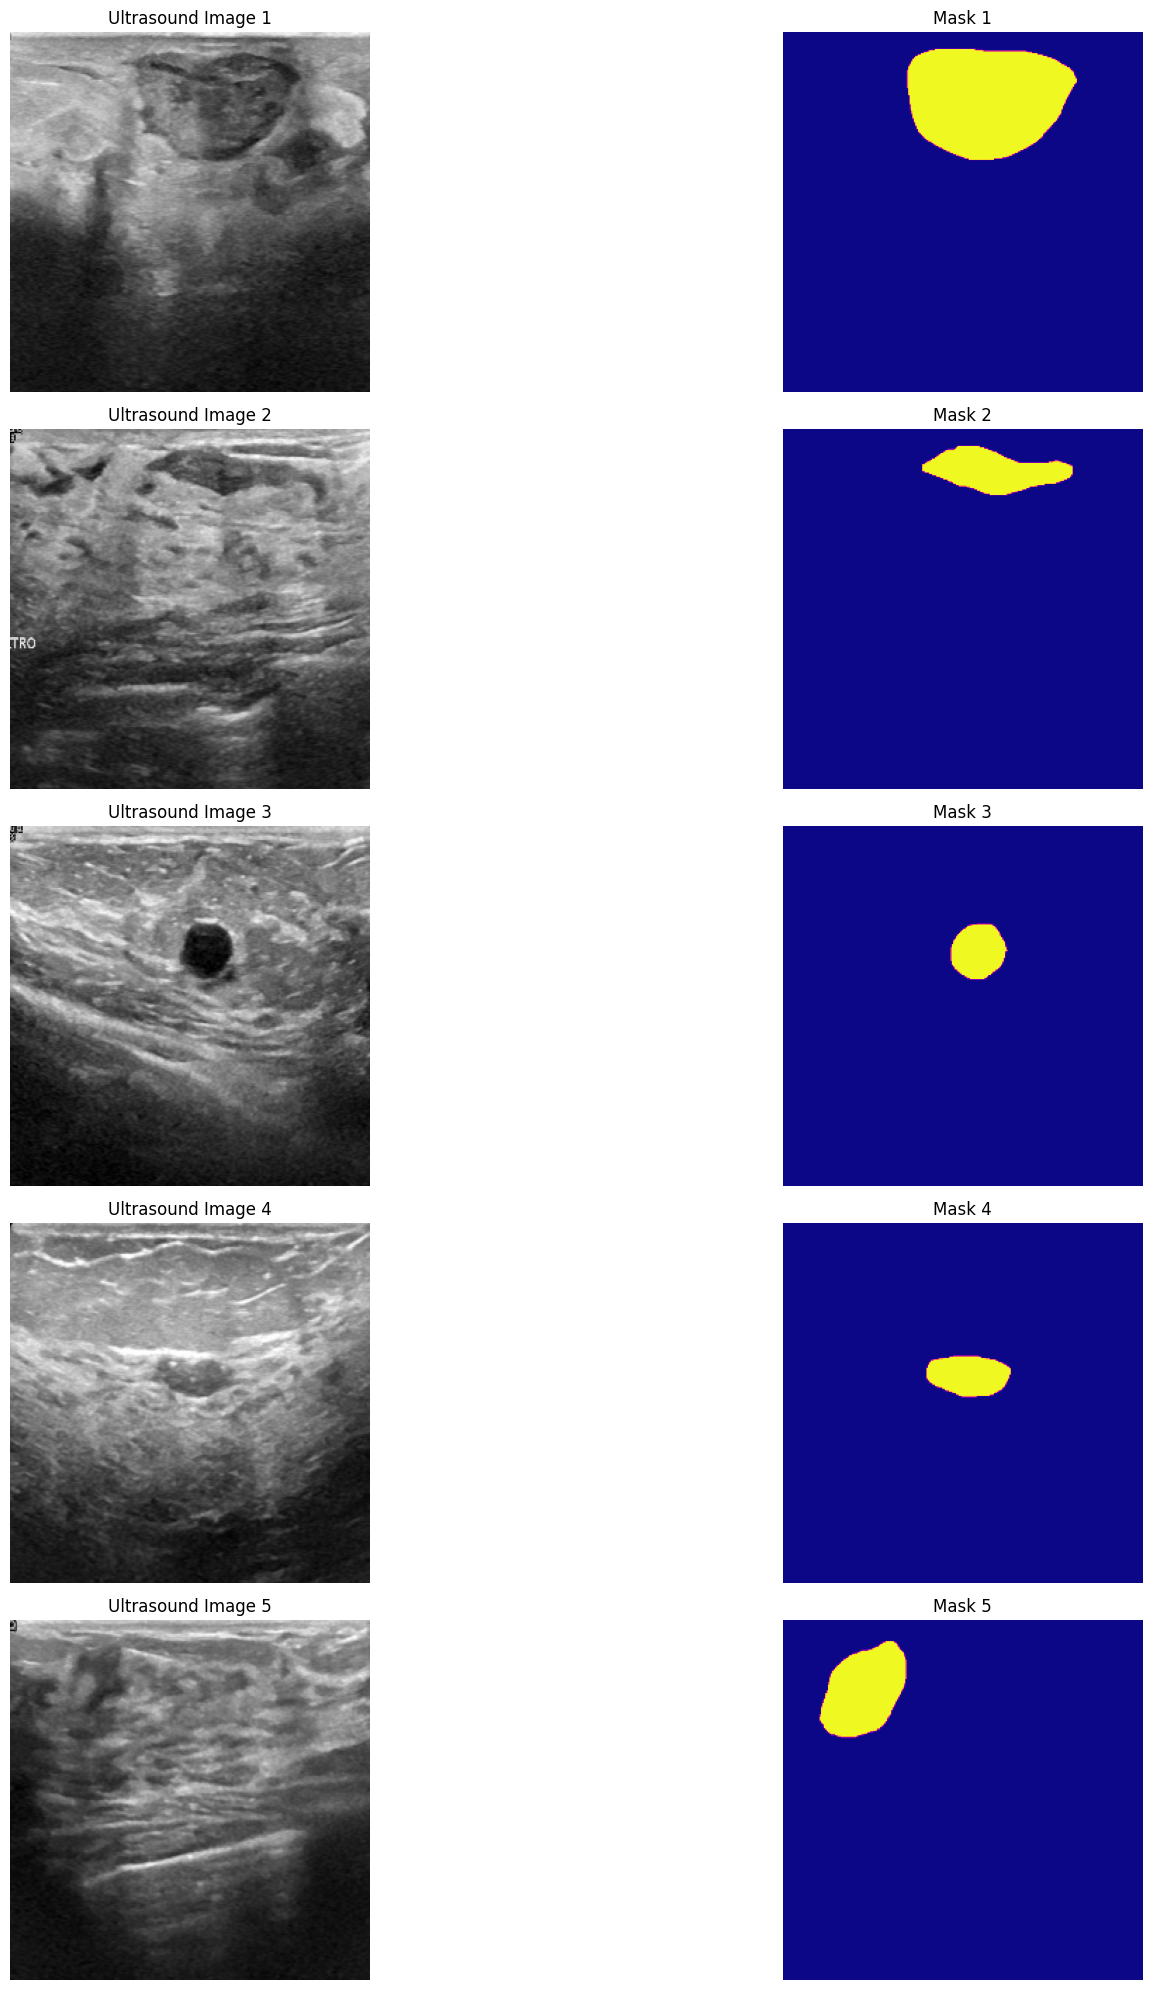 Ultrasound Image 1
Mask 1
Ultrasound Image 2
Mask 2
TRO
Ultrasound Image 3
Mask 3
Ultrasound Image 4
Mask 4
Ultrasound Image 5
Mask 5